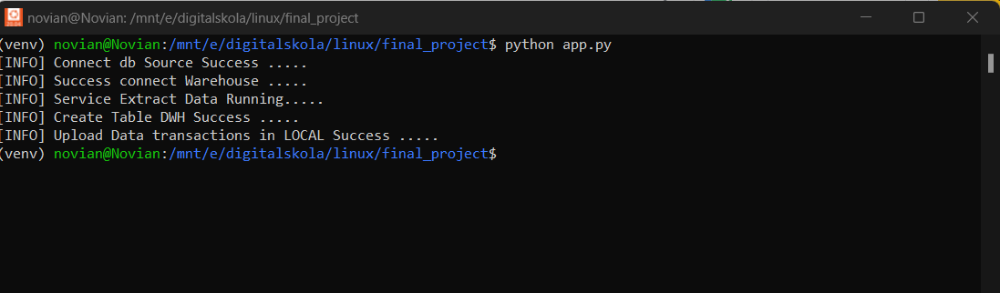 novian@Novian: /mnt/e/digitalskola/linux/final_project
(venv) novian@Novian:/mnt/e/digitalskola/linux/final_project$ python app.py
[INFO] Connect db Source Success .....
[INFO] Success connect Warehouse .....
[INFO] Service Extract Data Running.....
[INFO] Create Table DWH Success .....
[INFO] Upload Data transactions in LOCAL Success .....
(venv) novian@Novian:/mnt/e/digitalskola/linux/final_project$